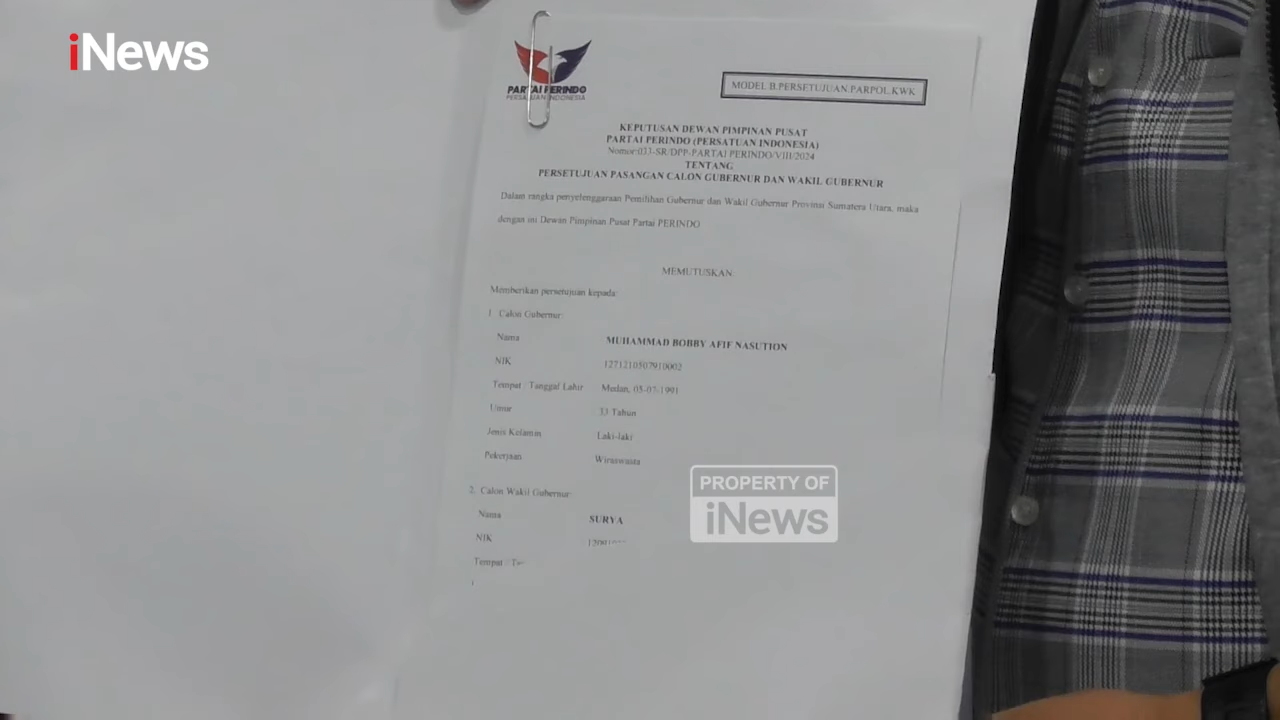 iNews
PARTAI PERINDO
PERSATUAN INDONESIA
MODEL B.PERSETUJUAN.PARPOL.KWK
KEPUTUSAN DEWAN PIMPINAN PUSAT
PARTAI PERINDO (PERSATUAN INDONESIA)
Nomor:033-SR/DPP-PARTAI PERINDO/VIII/2024
TENTANG
PERSETUJUAN PASANGAN CALON GUBERNUR DAN WAKIL GUBERNUR
Dalam rangka penyelenggaraan Pemilihan Gubernur dan Wakil Gubernur Provinsi Sumatera Utara, maka
dengan ini Dewan Pimpinan Pusat Partai PERINDO
MEMUTUSKAN:
Memberikan persetujuan kepada:
1. Calon Gubernur:
Nama MUHAMMAD BOBBY AFIF NASUTION
NIK 1271210507910002
Tempat / Tanggal Lahir Medan, 05-07-1991
Umur 33 Tahun
Jenis Kelamin Laki-laki
Pekerjaan Wiraswasta
2. Calon Wakil Gubernur:
Nama SURYA
NIK
Tempat /
PROPERTY OF
iNews